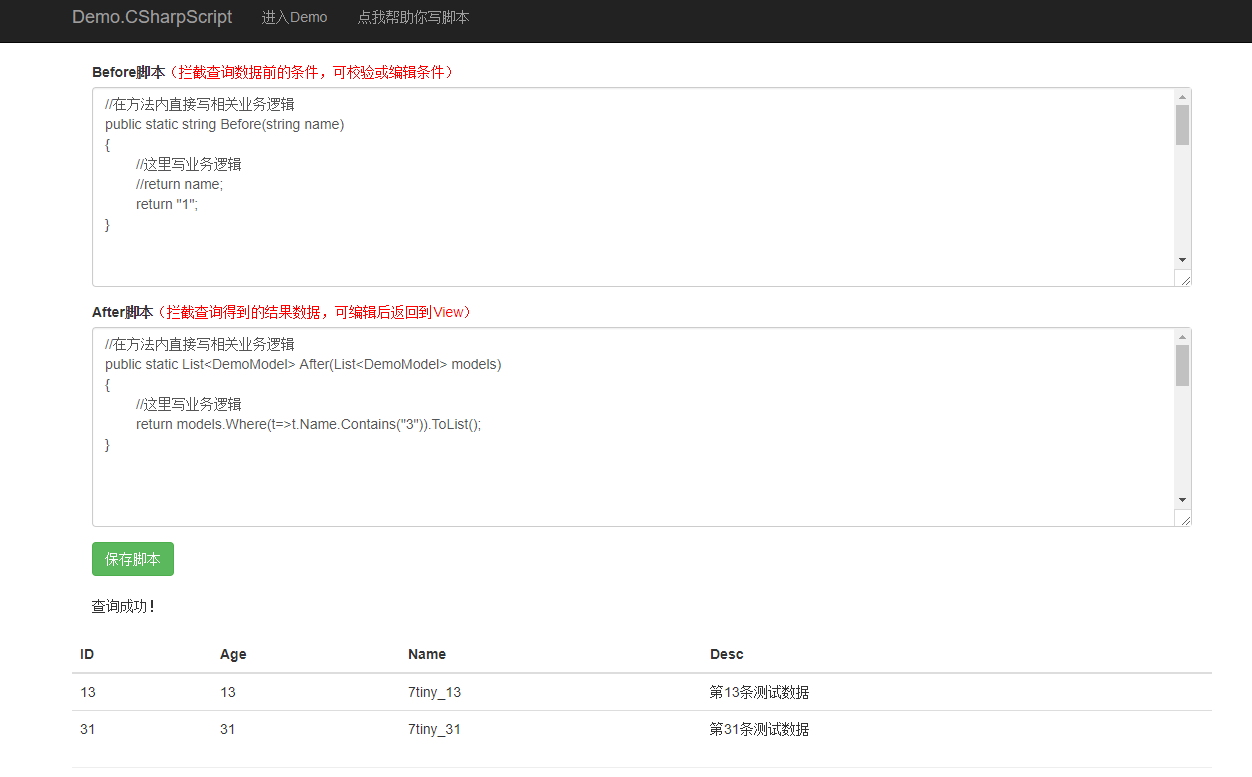 Demo.CSharpScript 进入Demo 点我帮助你写脚本
Before脚本（拦截查询数据前的条件，可校验或编辑条件）
//在方法内直接写相关业务逻辑
public static string Before(string name)
{
//这里写业务逻辑
//return name;
return "1";
}
After脚本（拦截查询得到的结果数据，可编辑后返回到View）
//在方法内直接写相关业务逻辑
public static List<DemoModel> After(List<DemoModel> models)
{
//这里写业务逻辑
return models.Where(t=>t.Name.Contains("3")).ToList();
}
保存脚本
查询成功！
ID Age Name Desc
13 13 7tiny_13 第13条测试数据
31 31 7tiny_31 第31条测试数据